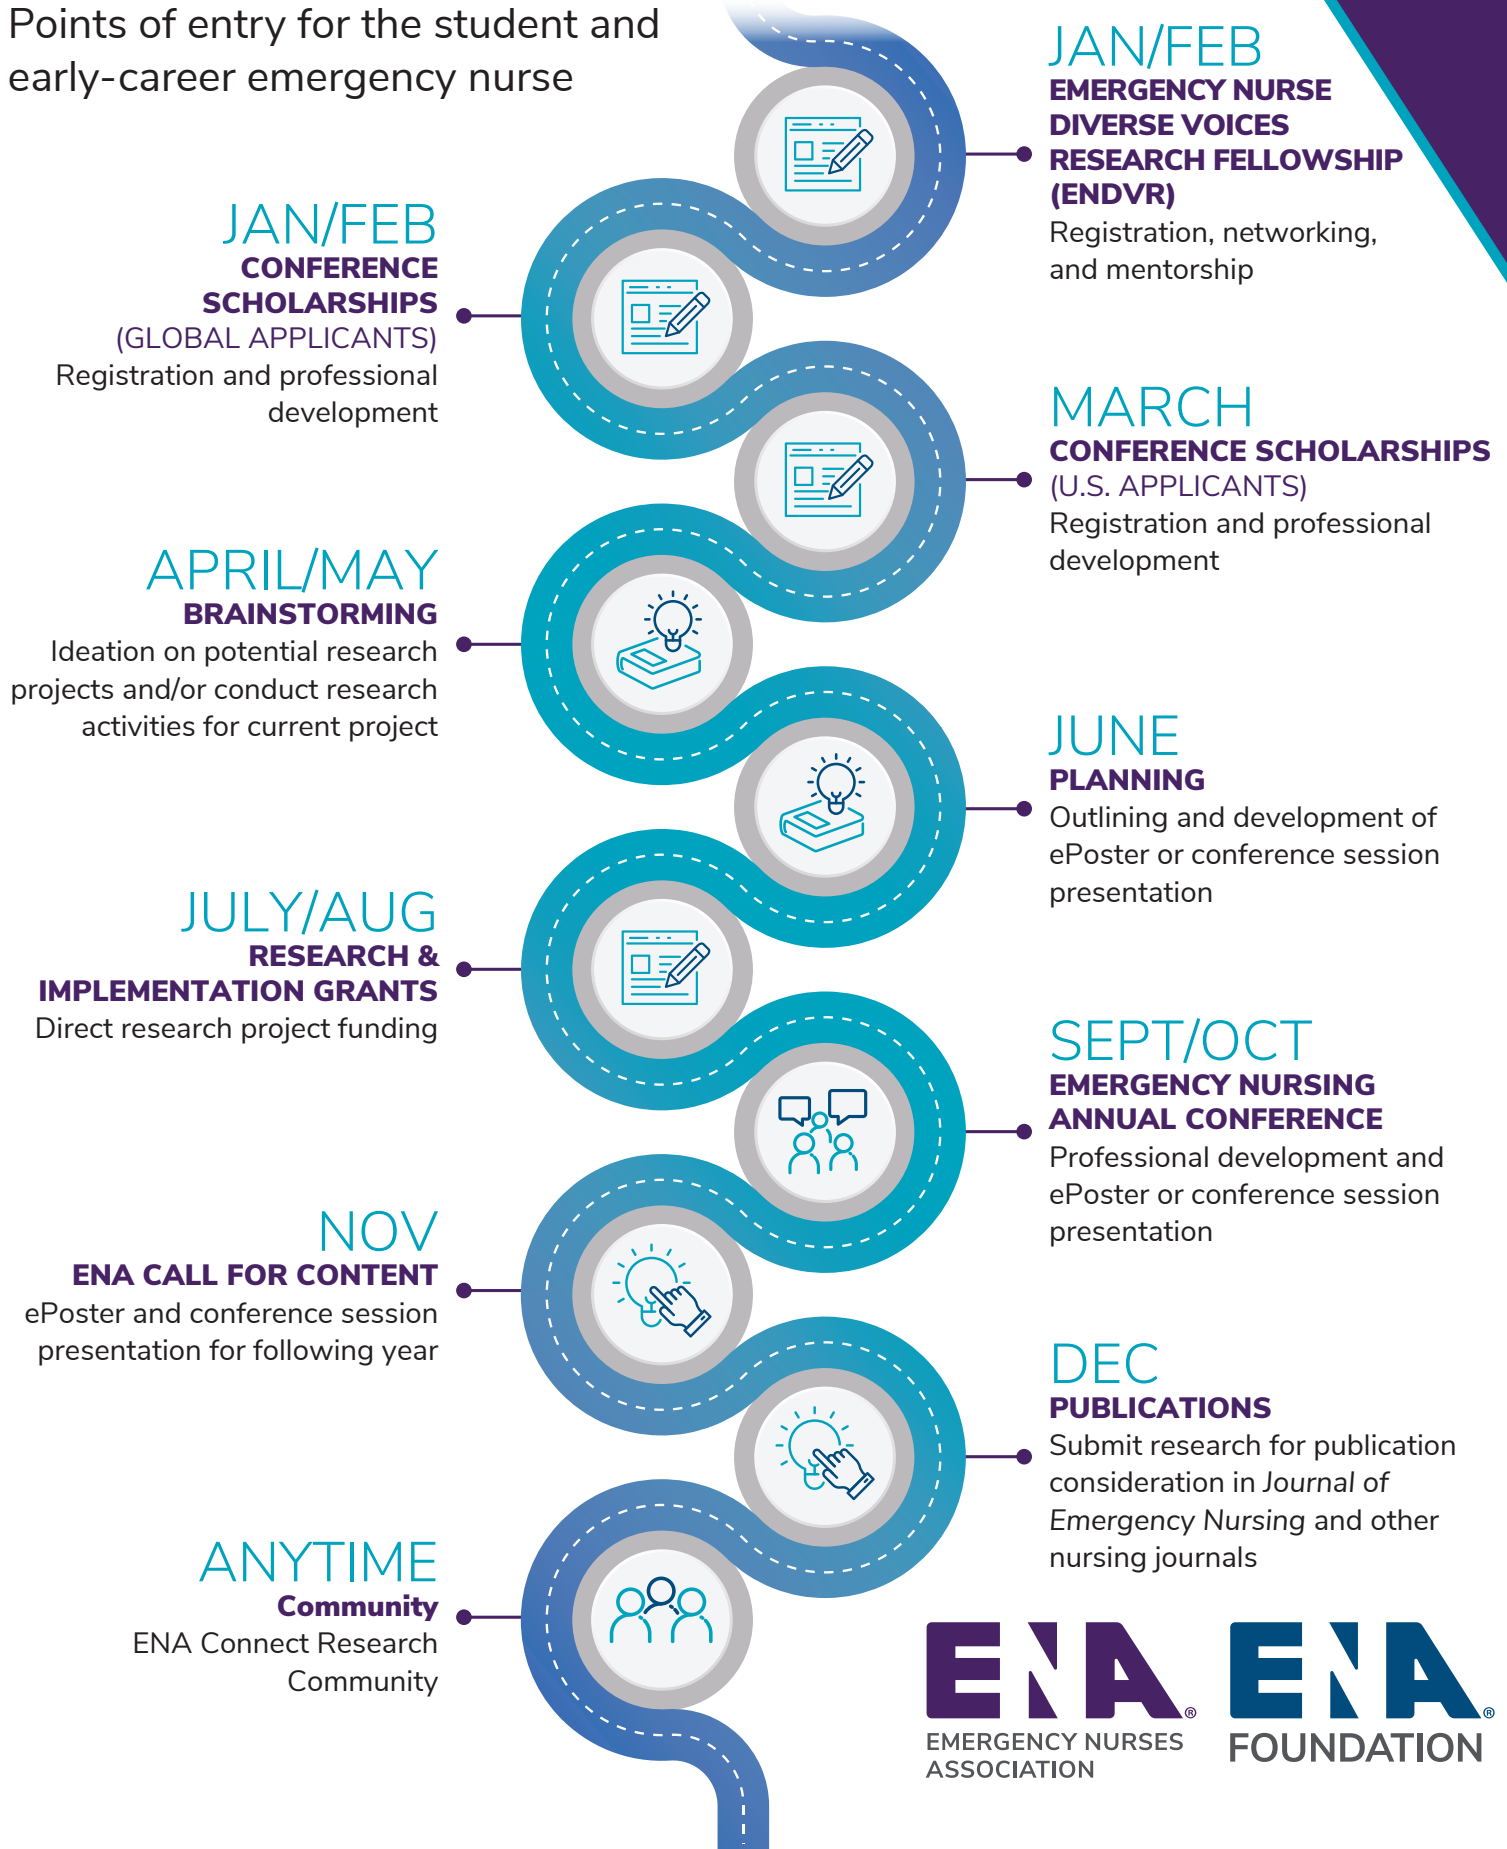 Points of entry for the student and
early-career emergency nurse
JAN/FEB
EMERGENCY NURSE
DIVERSE VOICES
RESEARCH FELLOWSHIP
(ENDVR)
Registration, networking,
and mentorship
JAN/FEB
CONFERENCE
SCHOLARSHIPS
(GLOBAL APPLICANTS)
Registration and professional
development
MARCH
CONFERENCE SCHOLARSHIPS
(U.S. APPLICANTS)
Registration and professional
development
APRIL/MAY
BRAINSTORMING
Ideation on potential research
projects and/or conduct research
activities for current project
JUNE
PLANNING
Outlining and development of
ePoster or conference session
presentation
JULY/AUG
RESEARCH &
IMPLEMENTATION GRANTS
Direct research project funding
SEPT/OCT
EMERGENCY NURSING
ANNUAL CONFERENCE
Professional development and
ePoster or conference session
presentation
NOV
ENA CALL FOR CONTENT
ePoster and conference session
presentation for following year
DEC
PUBLICATIONS
Submit research for publication
consideration in Journal of
Emergency Nursing and other
nursing journals
ANYTIME
Community
ENA Connect Research
Community
ENA®
EMERGENCY NURSES
ASSOCIATION
ENA®
FOUNDATION